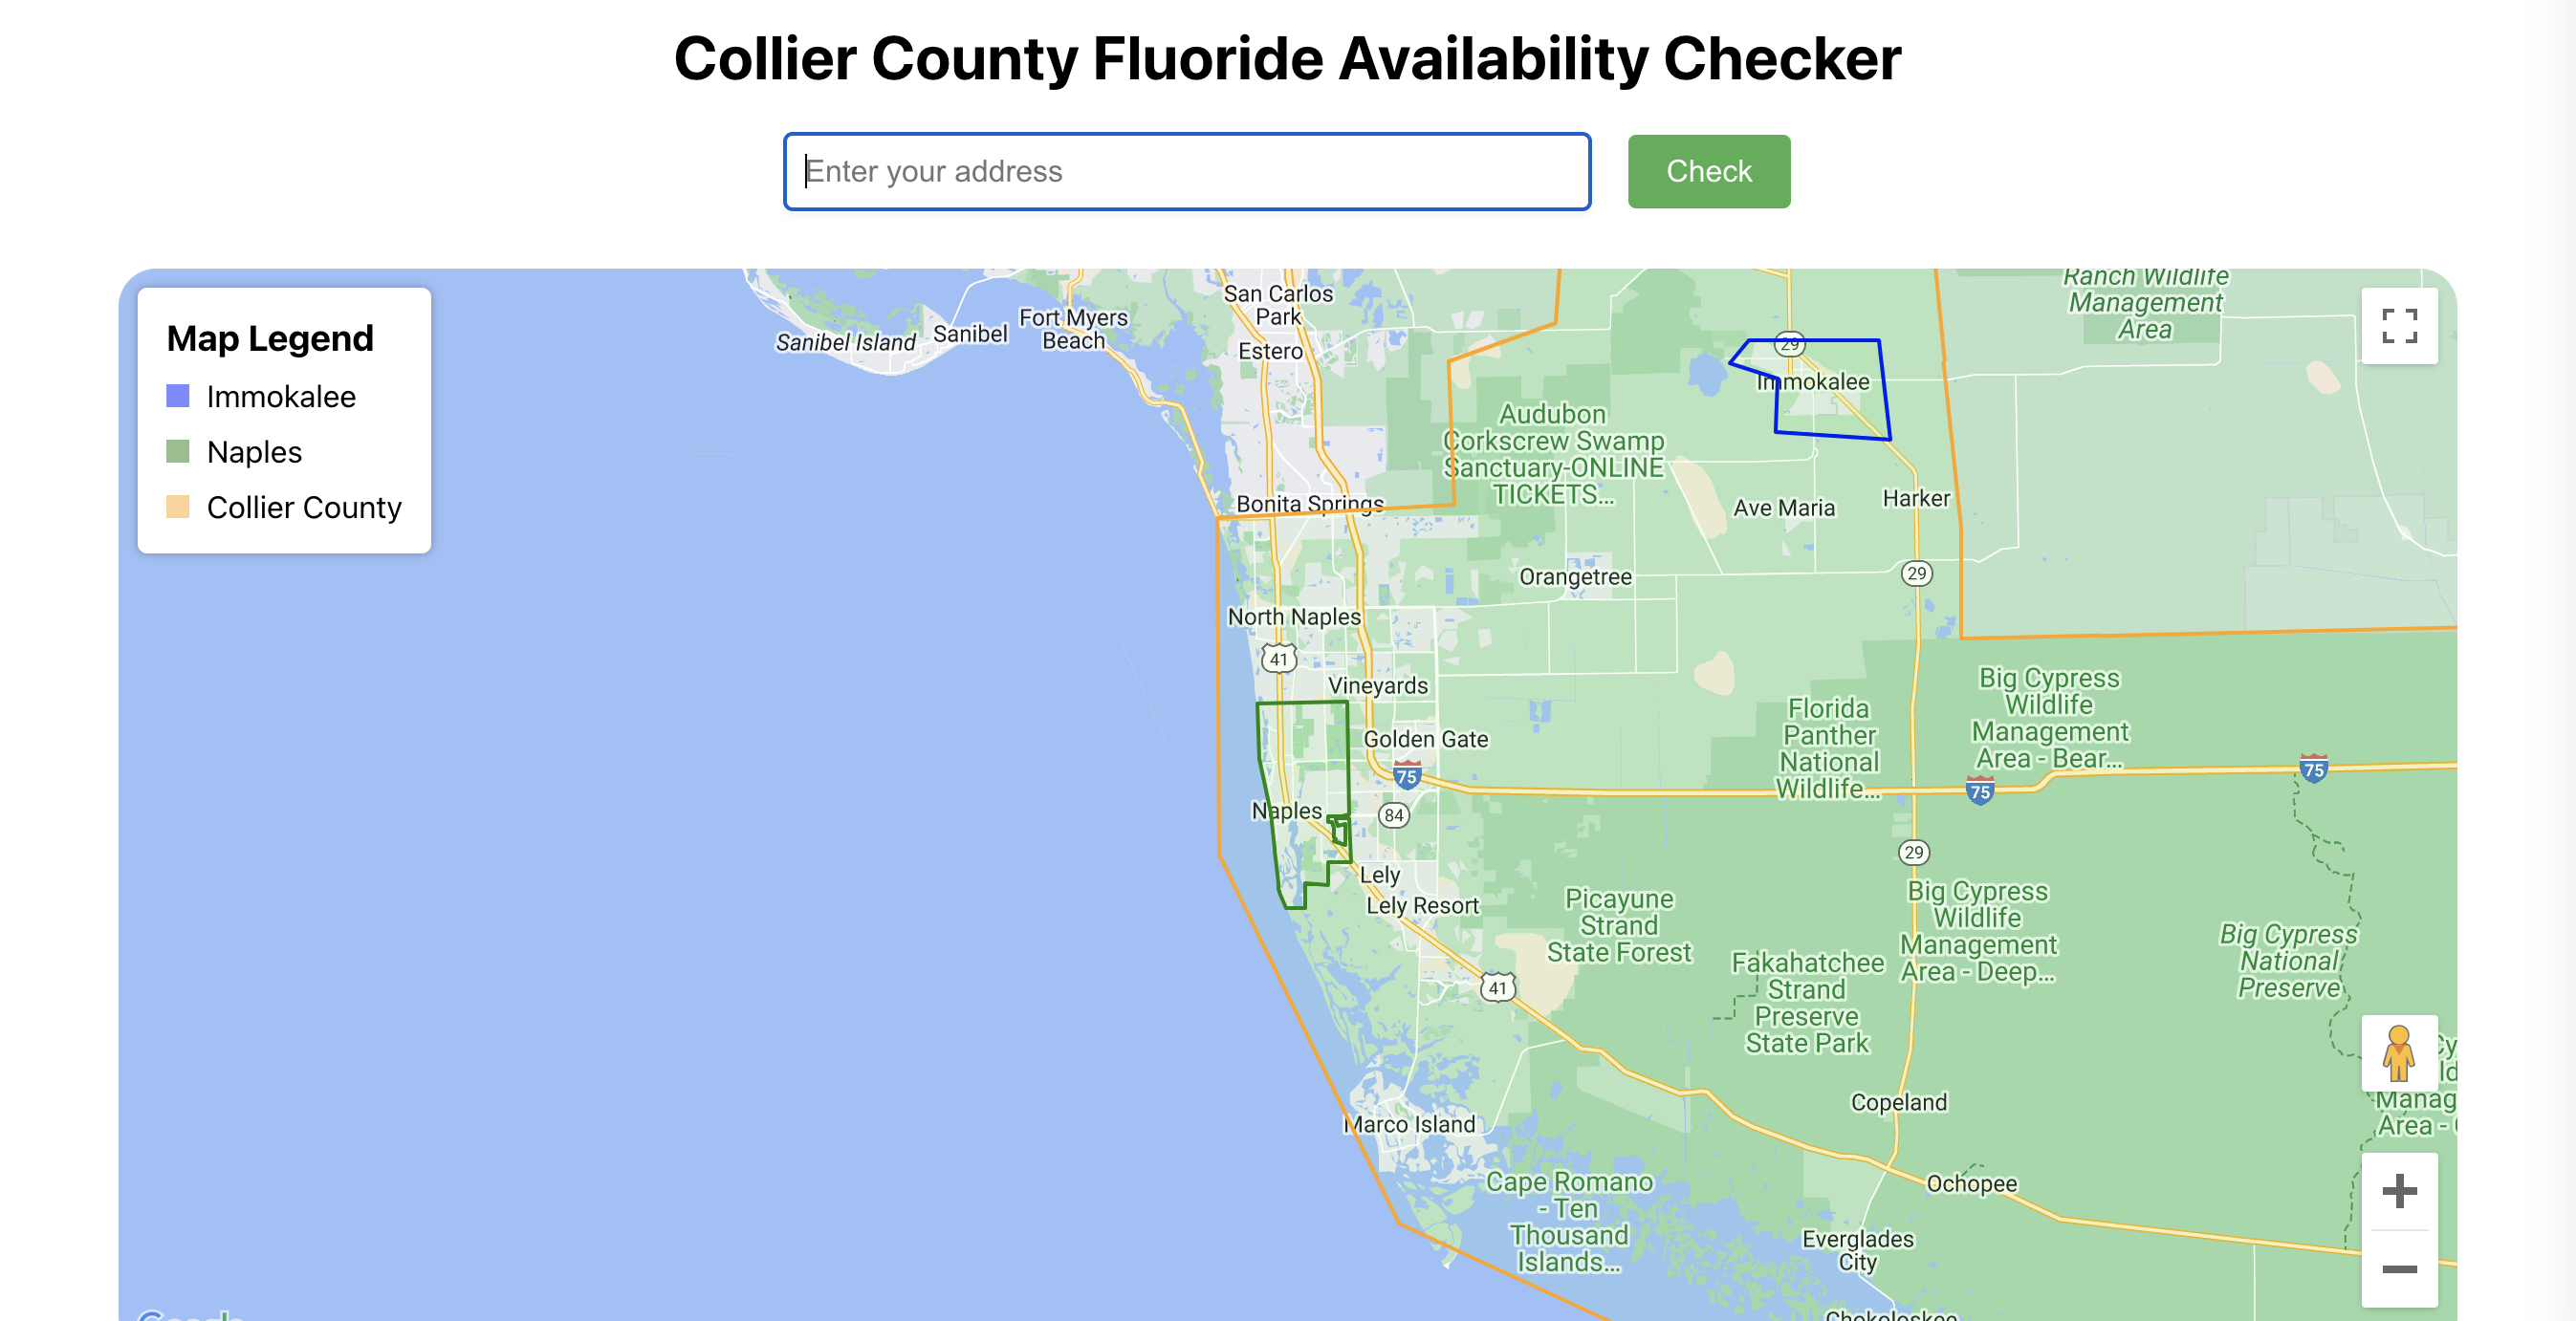 Collier County Fluoride Availability Checker
Enter your address
Check
Map Legend
Immokalee
Naples
Collier County
Sanibel Island
Sanibel
Fort Myers
Beach
San Carlos
Park
Estero
Ranch Wildlife
Management
Area
29
Immokalee
Audubon
Corkscrew Swamp
Sanctuary-ONLINE
TICKETS...
Bonita Springs
Ave Maria
Harker
Orangetree
29
North Naples
41
Vineyards
Golden Gate
75
Florida
Panther
National
Wildlife...
Big Cypress
Wildlife
Management
Area - Bear...
75
75
Naples
84
29
Lely
Lely Resort
Picayune
Strand
State Forest
Big Cypress
Wildlife
Management
Area - Deep...
Big Cypress
National
Preserve
41
Fakahatchee
Strand
Preserve
State Park
Area -
Copeland
Marco Island
Cape Romano
- Ten
Thousand
Islands...
Ochopee
Everglades
City
Chokoloskee
Google